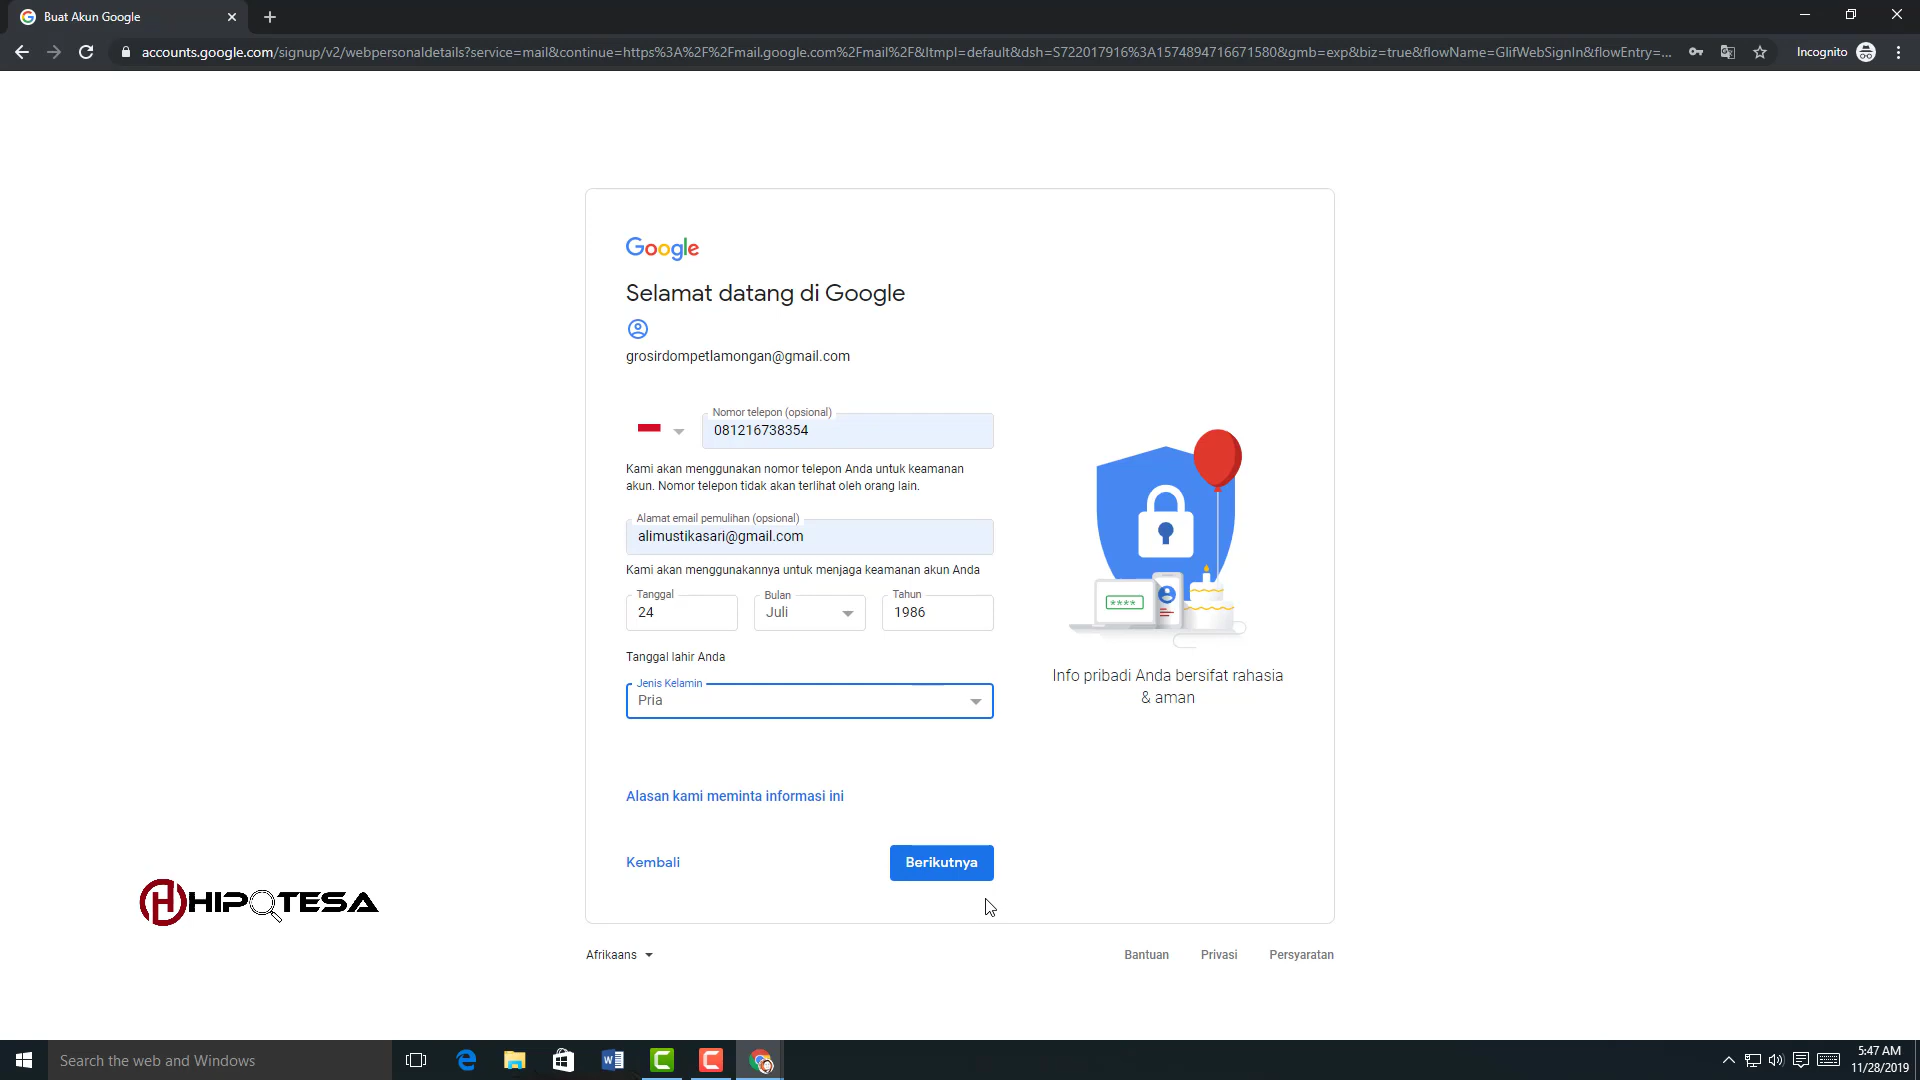 Buat Akun Google
accounts.google.com/signup/v2/webpersonaldetails?service=mail&continue=https%3A%2F%2Fmail.google.com%2Fmail%2F&ltmpl=default&dsh=S722017916%3A1574894716671580&gmb=exp&biz=true&flowName=GlifWebSignIn&flowEntry=...
Incognito
Google
Selamat datang di Google
grosirdompetlamongan@gmail.com
Nomor telepon (opsional)
081216738354
Kami akan menggunakan nomor telepon Anda untuk keamanan
akun. Nomor telepon tidak akan terlihat oleh orang lain.
Alamat email pemulihan (opsional)
alimustikasari@gmail.com
Kami akan menggunakannya untuk menjaga keamanan akun Anda
Tanggal Bulan Tahun
24 Juli 1986
Tanggal lahir Anda
Jenis Kelamin
Pria
****
Info pribadi Anda bersifat rahasia
& aman
Alasan kami meminta informasi ini
Kembali Berikutnya
HIPOTESA
Afrikaans Bantuan Privasi Persyaratan
Search the web and Windows
5:47 AM
11/28/2019